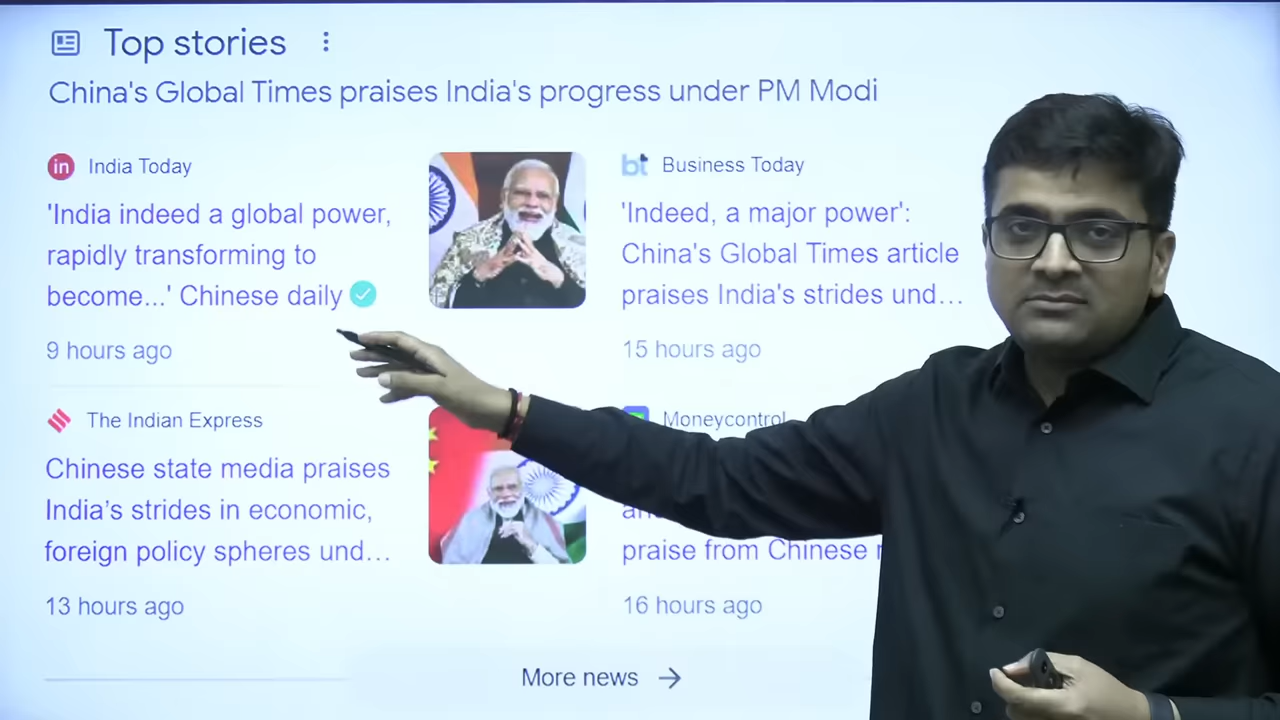 Top stories
China's Global Times praises India's progress under PM Modi
in India Today
'India indeed a global power,
rapidly transforming to
become...' Chinese daily
9 hours ago
bt Business Today
'Indeed, a major power':
China's Global Times article
praises India's strides und...
15 hours ago
The Indian Express
Chinese state media praises
India's strides in economic,
foreign policy spheres und...
13 hours ago
Moneycontrol
praise from Chinese
16 hours ago
More news